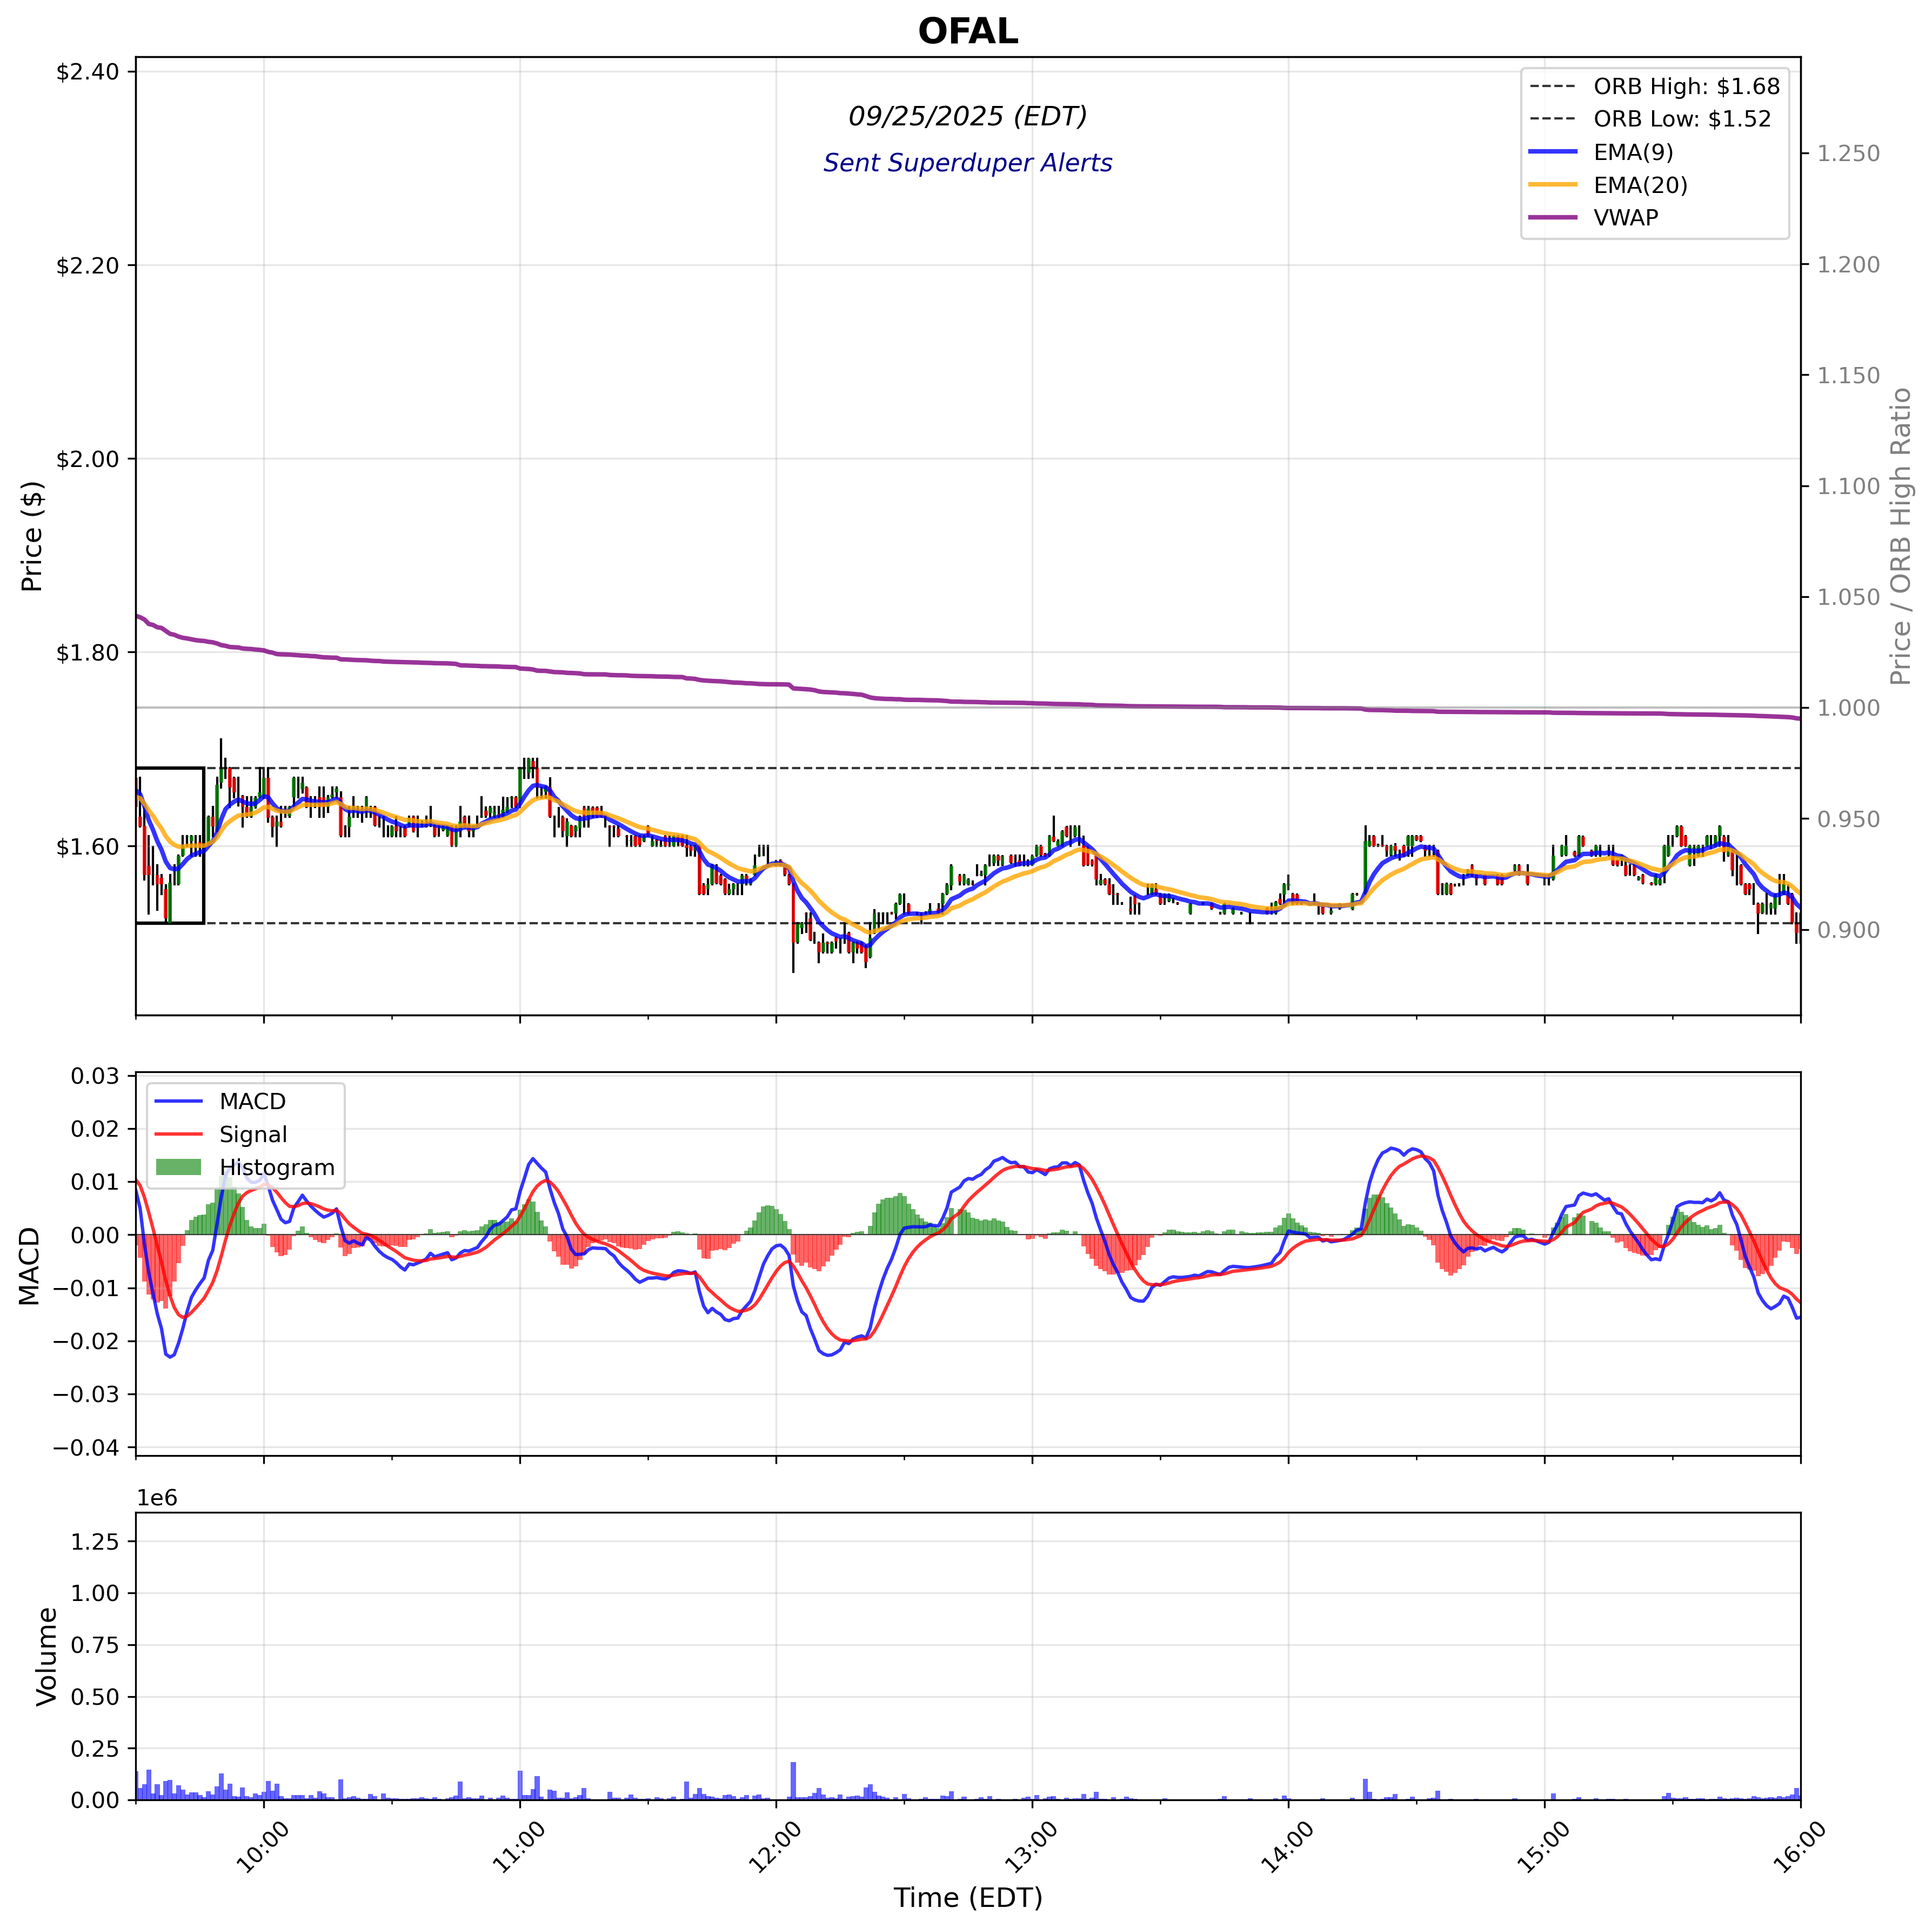 OFAL
09/25/2025 (EDT)
Sent Superduper Alerts
ORB High: $1.68
ORB Low: $1.52
EMA(9)
EMA(20)
VWAP
Price ($)
$2.40
$2.20
$2.00
$1.80
$1.60
Price / ORB High Ratio
1.250
1.200
1.150
1.100
1.050
1.000
0.950
0.900
MACD
Signal
Histogram
MACD
0.03
0.02
0.01
0.00
−0.01
−0.02
−0.03
−0.04
1e6
Volume
1.25
1.00
0.75
0.50
0.25
0.00
10:00
11:00
12:00
13:00
14:00
15:00
16:00
Time (EDT)